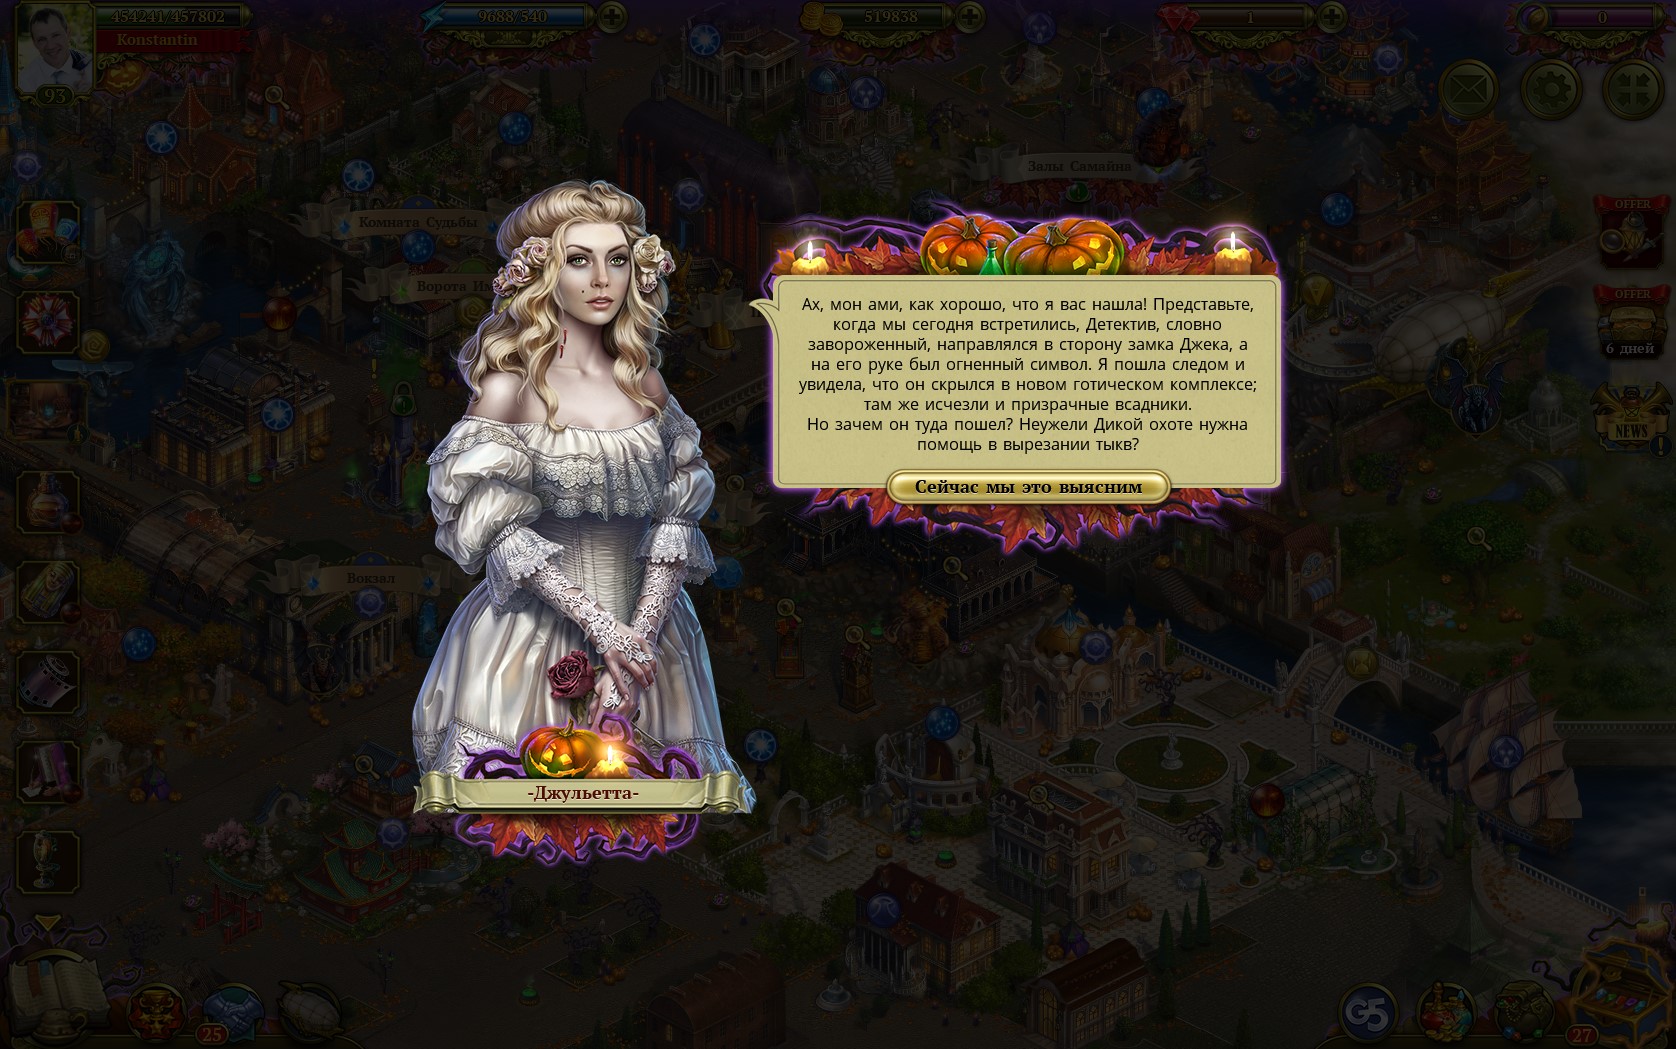 454241/457802
9688/540
519838
1
0
Konstantin
93
Залы Самайна
Комната Судьбы
OFFER
Ворота
OFFER
6 дней
Ах, мон ами, как хорошо, что я вас нашла! Представьте,
когда мы сегодня встретились, Детектив, словно
завороженный, направлялся в сторону замка Джека, а
на его руке был огненный символ. Я пошла следом и
увидела, что он скрылся в новом готическом комплексе;
там же исчезли и призрачные всадники.
Но зачем он туда пошел? Неужели Дикой охоте нужна
помощь в вырезании тыкв?
NEWS
Сейчас мы это выясним
Вокзал
-Джульетта-
G5
25
27